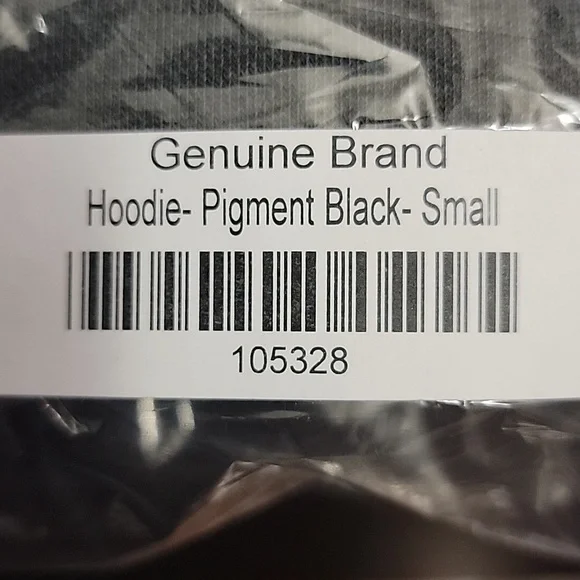 Genuine Brand
Hoodie- Pigment Black- Small
105328